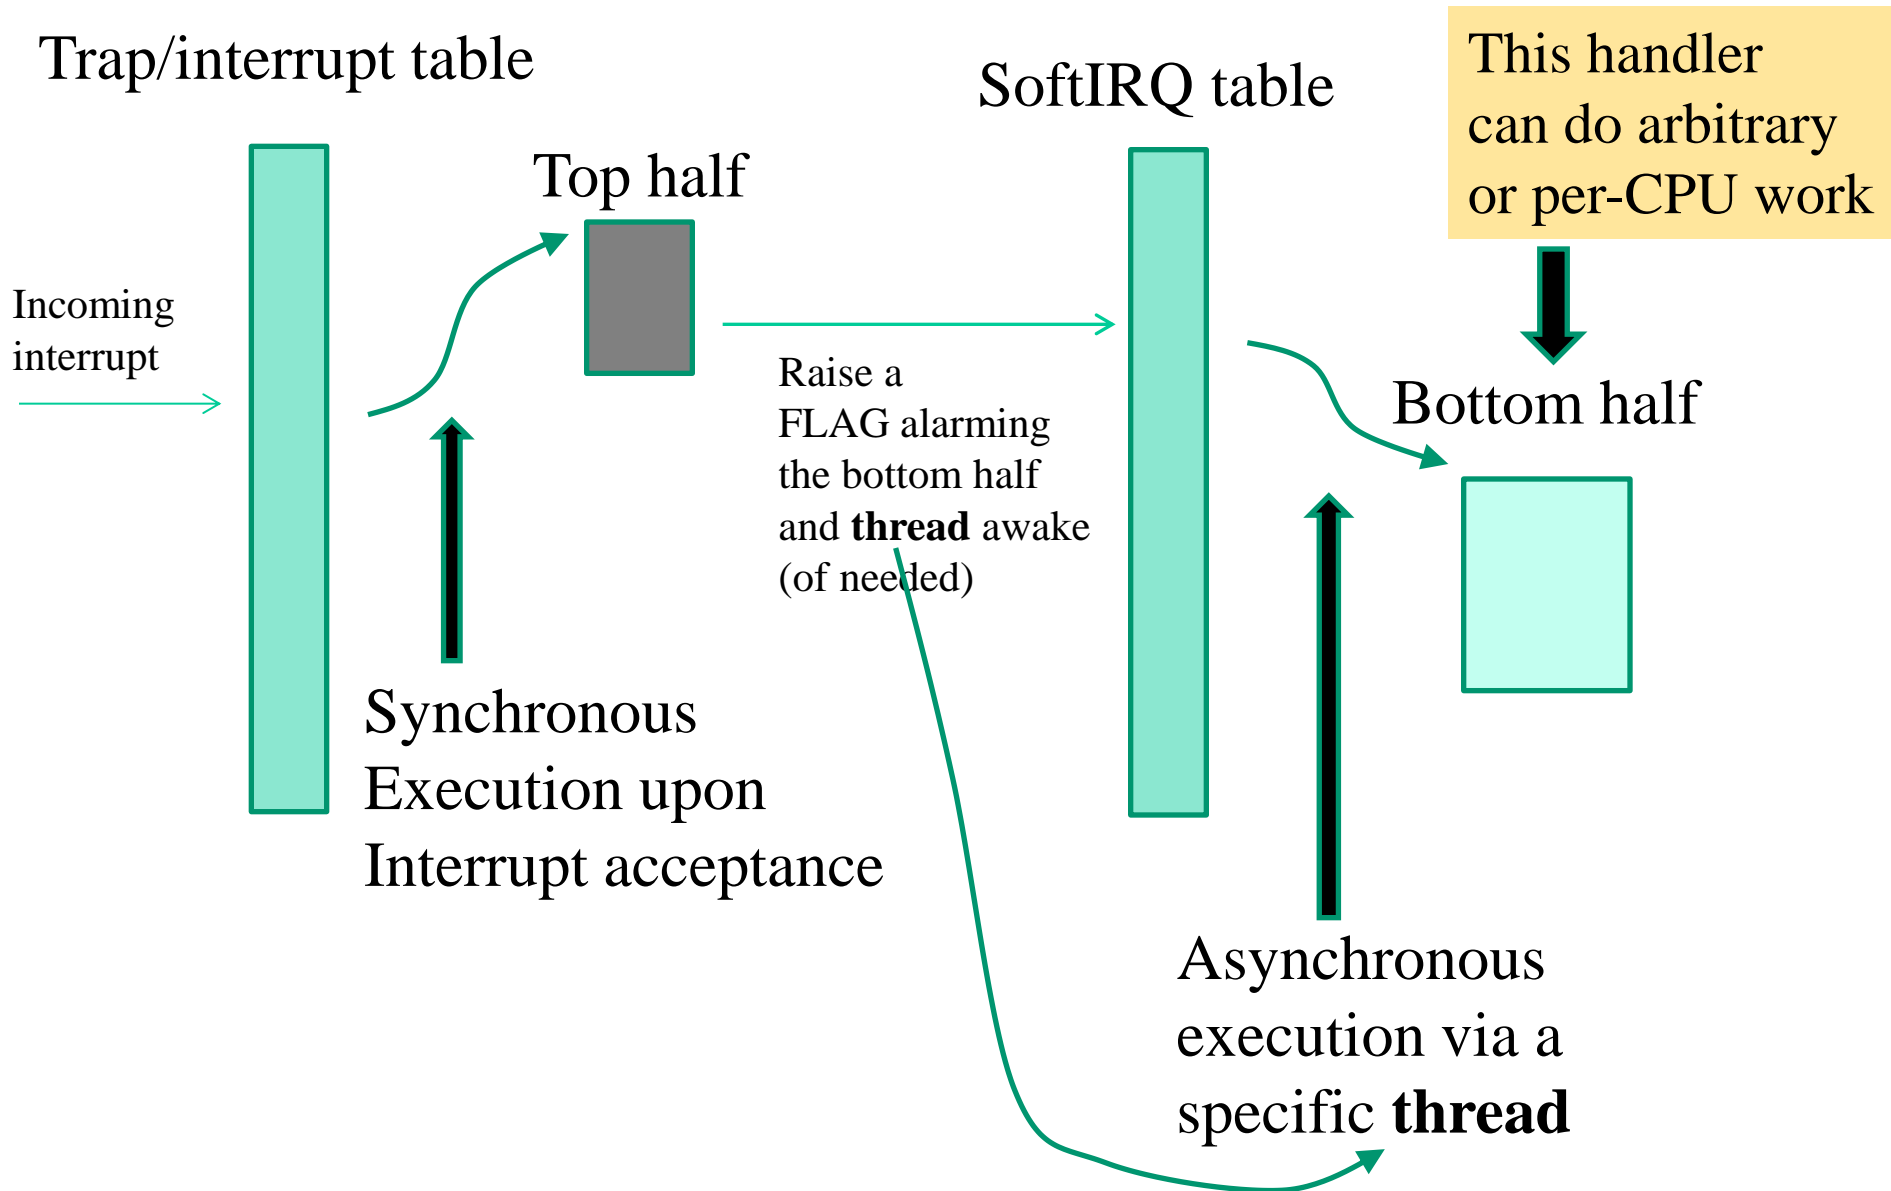 Trap/interrupt table
SoftIRQ table
This handler
can do arbitrary
or per-CPU work
Top half
Incoming
interrupt
Raise a
FLAG alarming
the bottom half
and thread awake
(of needed)
Bottom half
Synchronous
Execution upon
Interrupt acceptance
Asynchronous
execution via a
specific thread